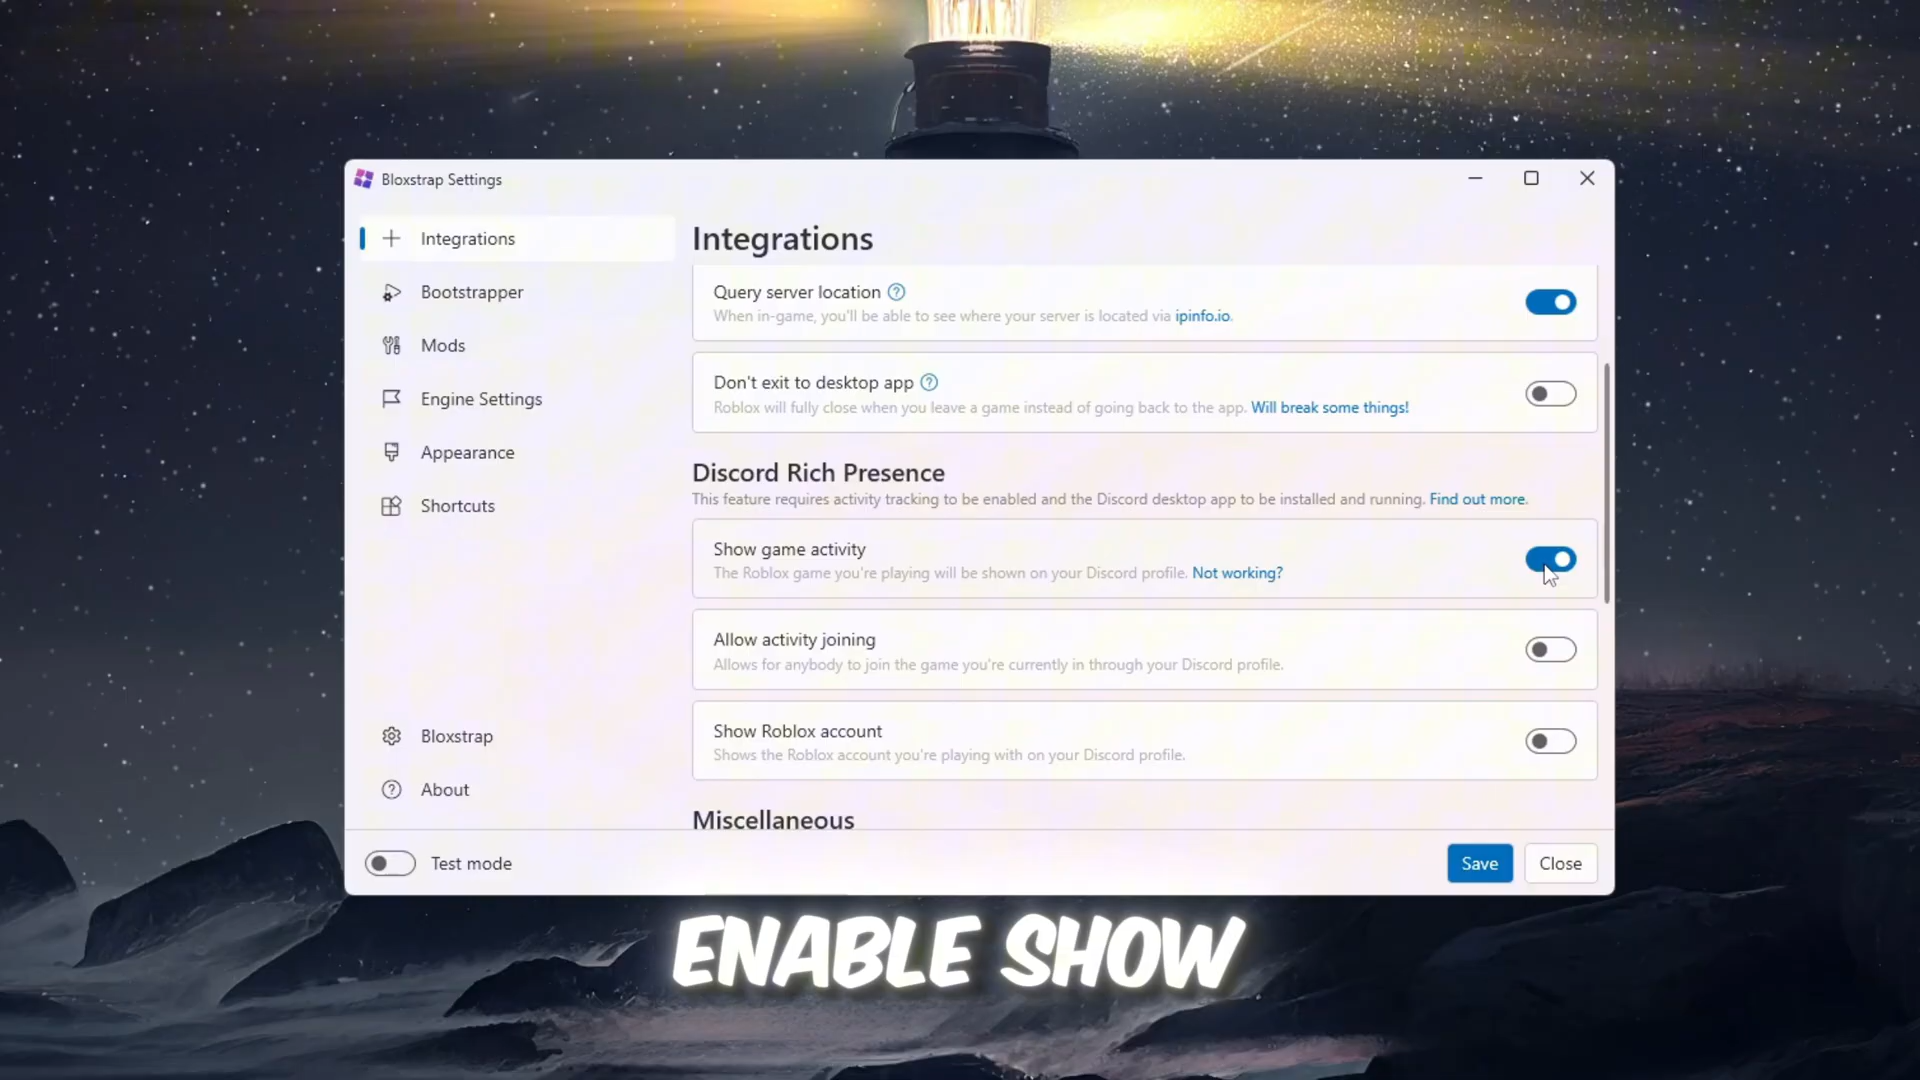 Bloxstrap Settings
Integrations
Bootstrapper
Mods
Engine Settings
Appearance
Shortcuts
Bloxstrap
About
Integrations
Query server location
When in-game, you'll be able to see where your server is located via ipinfo.io.
Don't exit to desktop app
Roblox will fully close when you leave a game instead of going back to the app. Will break some things!
Discord Rich Presence
This feature requires activity tracking to be enabled and the Discord desktop app to be installed and running. Find out more.
Show game activity
The Roblox game you're playing will be shown on your Discord profile. Not working?
Allow activity joining
Allows for anybody to join the game you're currently in through your Discord profile.
Show Roblox account
Shows the Roblox account you're playing with on your Discord profile.
Miscellaneous
Test mode
Save
Close
ENABLE SHOW